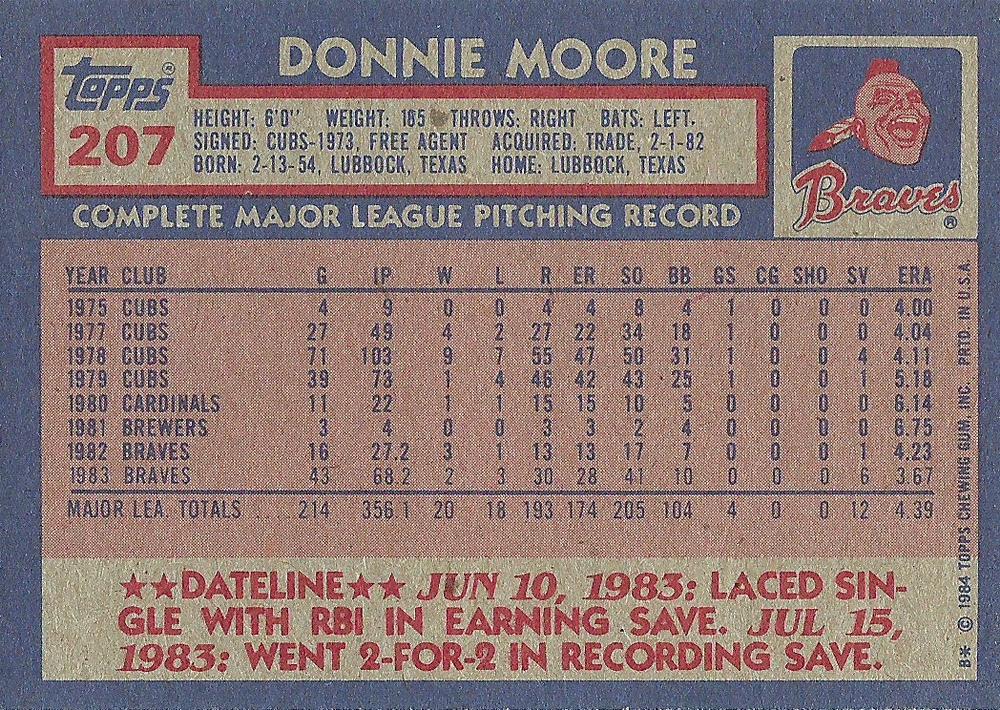 DONNIE MOORE
Topps®
207
HEIGHT: 6'0" WEIGHT: 185 THROWS: RIGHT BATS: LEFT.
SIGNED: CUBS-1973, FREE AGENT ACQUIRED: TRADE, 2-1-82
BORN: 2-13-54, LUBBOCK, TEXAS HOME: LUBBOCK, TEXAS
Braves®
COMPLETE MAJOR LEAGUE PITCHING RECORD
YEAR CLUB G IP W L R ER SO BB GS CG SHO SV ERA
1975 CUBS 4 9 0 0 4 4 8 4 1 0 0 0 4.00
1977 CUBS 27 49 4 2 27 22 34 18 1 0 0 0 4.04
1978 CUBS 71 103 9 7 55 47 50 31 1 0 0 4 4.11
1979 CUBS 39 73 1 4 46 42 43 25 1 0 0 1 5.18
1980 CARDINALS 11 22 1 1 15 15 10 5 0 0 0 0 6.14
1981 BREWERS 3 4 0 0 3 3 2 4 0 0 0 0 6.75
1982 BRAVES 16 27.2 3 1 13 13 17 7 0 0 0 1 4.23
1983 BRAVES 43 68.2 2 3 30 28 41 10 0 0 0 6 3.67
MAJOR LEA. TOTALS 214 356.1 20 18 193 174 205 104 4 0 0 12 4.39
★★DATELINE★★ JUN 10, 1983: LACED SIN-
GLE WITH RBI IN EARNING SAVE. JUL 15,
1983: WENT 2-FOR-2 IN RECORDING SAVE.
B* © 1984 TOPPS CHEWING GUM, INC. PRTD. IN U.S.A.